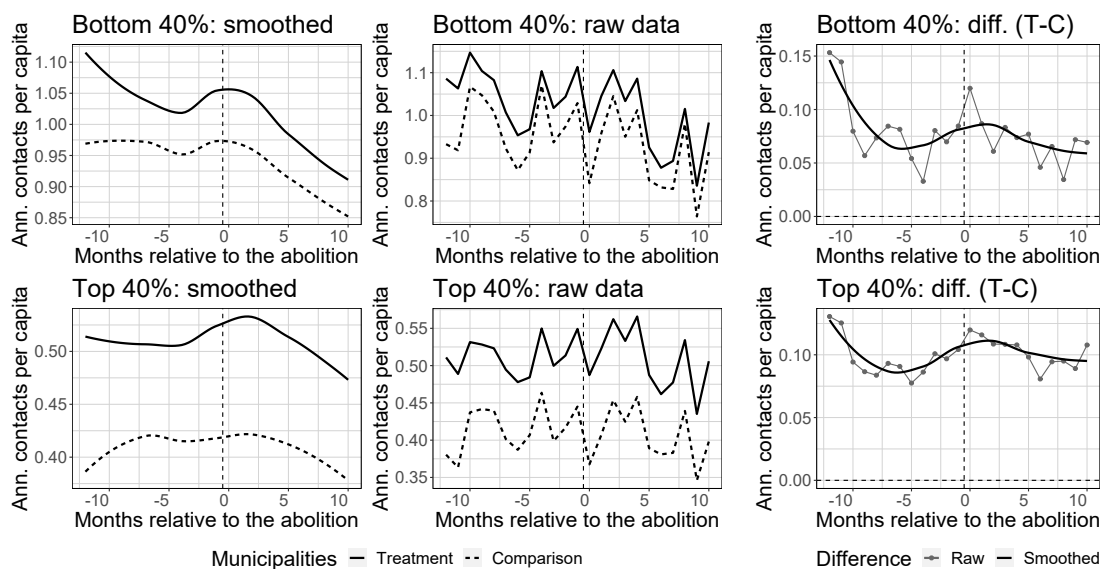 Bottom 40%: smoothed
Bottom 40%: raw data
Bottom 40%: diff. (T-C)
Ann. contacts per capita
1.10
1.05
1.00
0.95
0.90
0.85
-10
-5
0
5
10
Months relative to the abolition
Ann. contacts per capita
1.1
1.0
0.9
0.8
-10
-5
0
5
10
Months relative to the abolition
Ann. contacts per capita
0.15
0.10
0.05
0.00
-10
-5
0
5
10
Months relative to the abolition
Top 40%: smoothed
Top 40%: raw data
Top 40%: diff. (T-C)
Ann. contacts per capita
0.50
0.45
0.40
-10
-5
0
5
10
Months relative to the abolition
Ann. contacts per capita
0.55
0.50
0.45
0.40
0.35
-10
-5
0
5
10
Months relative to the abolition
Ann. contacts per capita
0.10
0.05
0.00
-10
-5
0
5
10
Months relative to the abolition
Municipalities Treatment Comparison
Difference Raw Smoothed